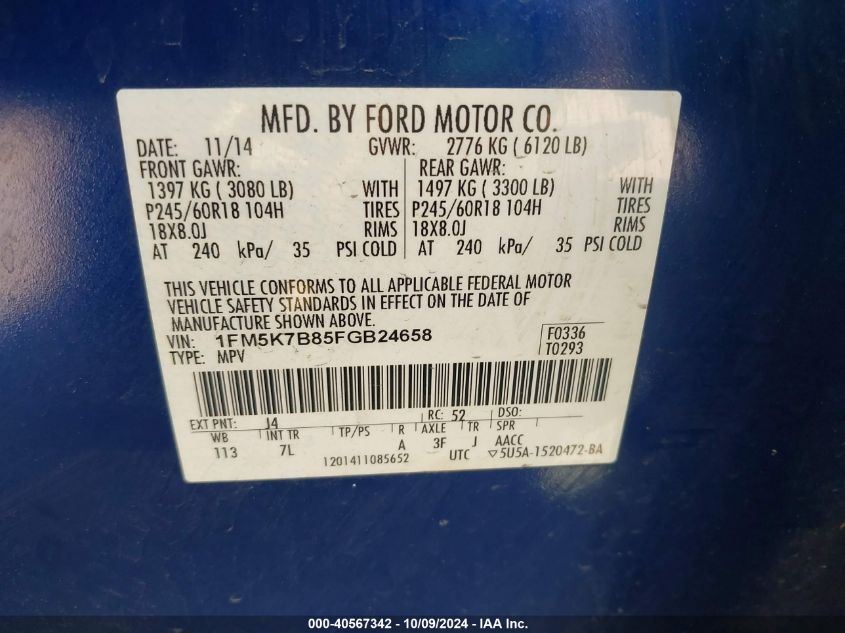 MFD. BY FORD MOTOR CO.
DATE: 11/14 GVWR: 2776 KG ( 6120 LB)
FRONT GAWR: REAR GAWR:
1397 KG ( 3080 LB) WITH 1497 KG ( 3300 LB) WITH
P245/60R18 104H TIRES P245/60R18 104H TIRES
18X8.0J RIMS 18X8.0J RIMS
AT 240 kPa/ 35 PSI COLD AT 240 kPa/ 35 PSI COLD
THIS VEHICLE CONFORMS TO ALL APPLICABLE FEDERAL MOTOR
VEHICLE SAFETY STANDARDS IN EFFECT ON THE DATE OF
MANUFACTURE SHOWN ABOVE.
VIN: 1FM5K7B85FGB24658 F0336
TYPE: MPV T0293
EXT PNT: J4 RC: 52 DSO:
WB INT TR TP/PS R AXLE TR SPR
113 7L A 3F J AACC
1201411085652 UTC ▽5U5A-1520472-BA
000-40567342 - 10/09/2024 - IAA Inc.